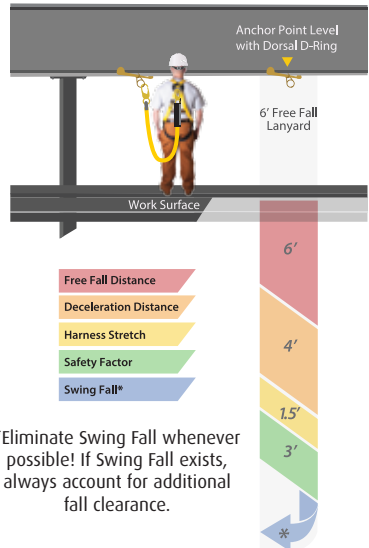 Anchor Point Level
with Dorsal D-Ring
6' Free Fall
Lanyard
Work Surface
6'
Free Fall Distance
Deceleration Distance
4'
Harness Stretch
Safety Factor
1.5'
Swing Fall*
3'
*Eliminate Swing Fall whenever
possible! If Swing Fall exists,
always account for additional
fall clearance.
*